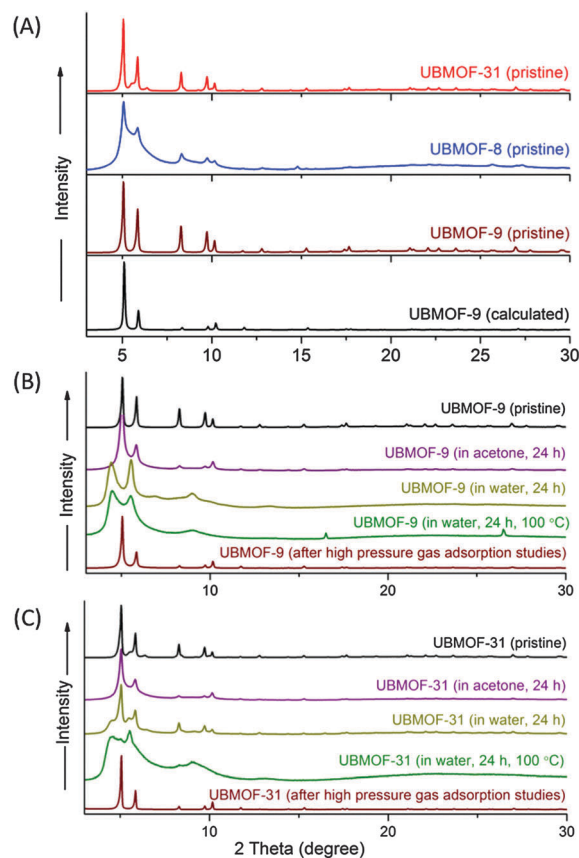 (A)
UBMOF-31 (pristine)
UBMOF-8 (pristine)
UBMOF-9 (pristine)
UBMOF-9 (calculated)
Intensity
5 10 15 20 25 30
(B)
UBMOF-9 (pristine)
UBMOF-9 (in acetone, 24 h)
UBMOF-9 (in water, 24 h)
UBMOF-9 (in water, 24 h, 100 °C)
UBMOF-9 (after high pressure gas adsorption studies)
Intensity
10 20 30
(C)
UBMOF-31 (pristine)
UBMOF-31 (in acetone, 24 h)
UBMOF-31 (in water, 24 h)
UBMOF-31 (in water, 24 h, 100 °C)
UBMOF-31 (after high pressure gas adsorption studies)
Intensity
10 20 30
2 Theta (degree)